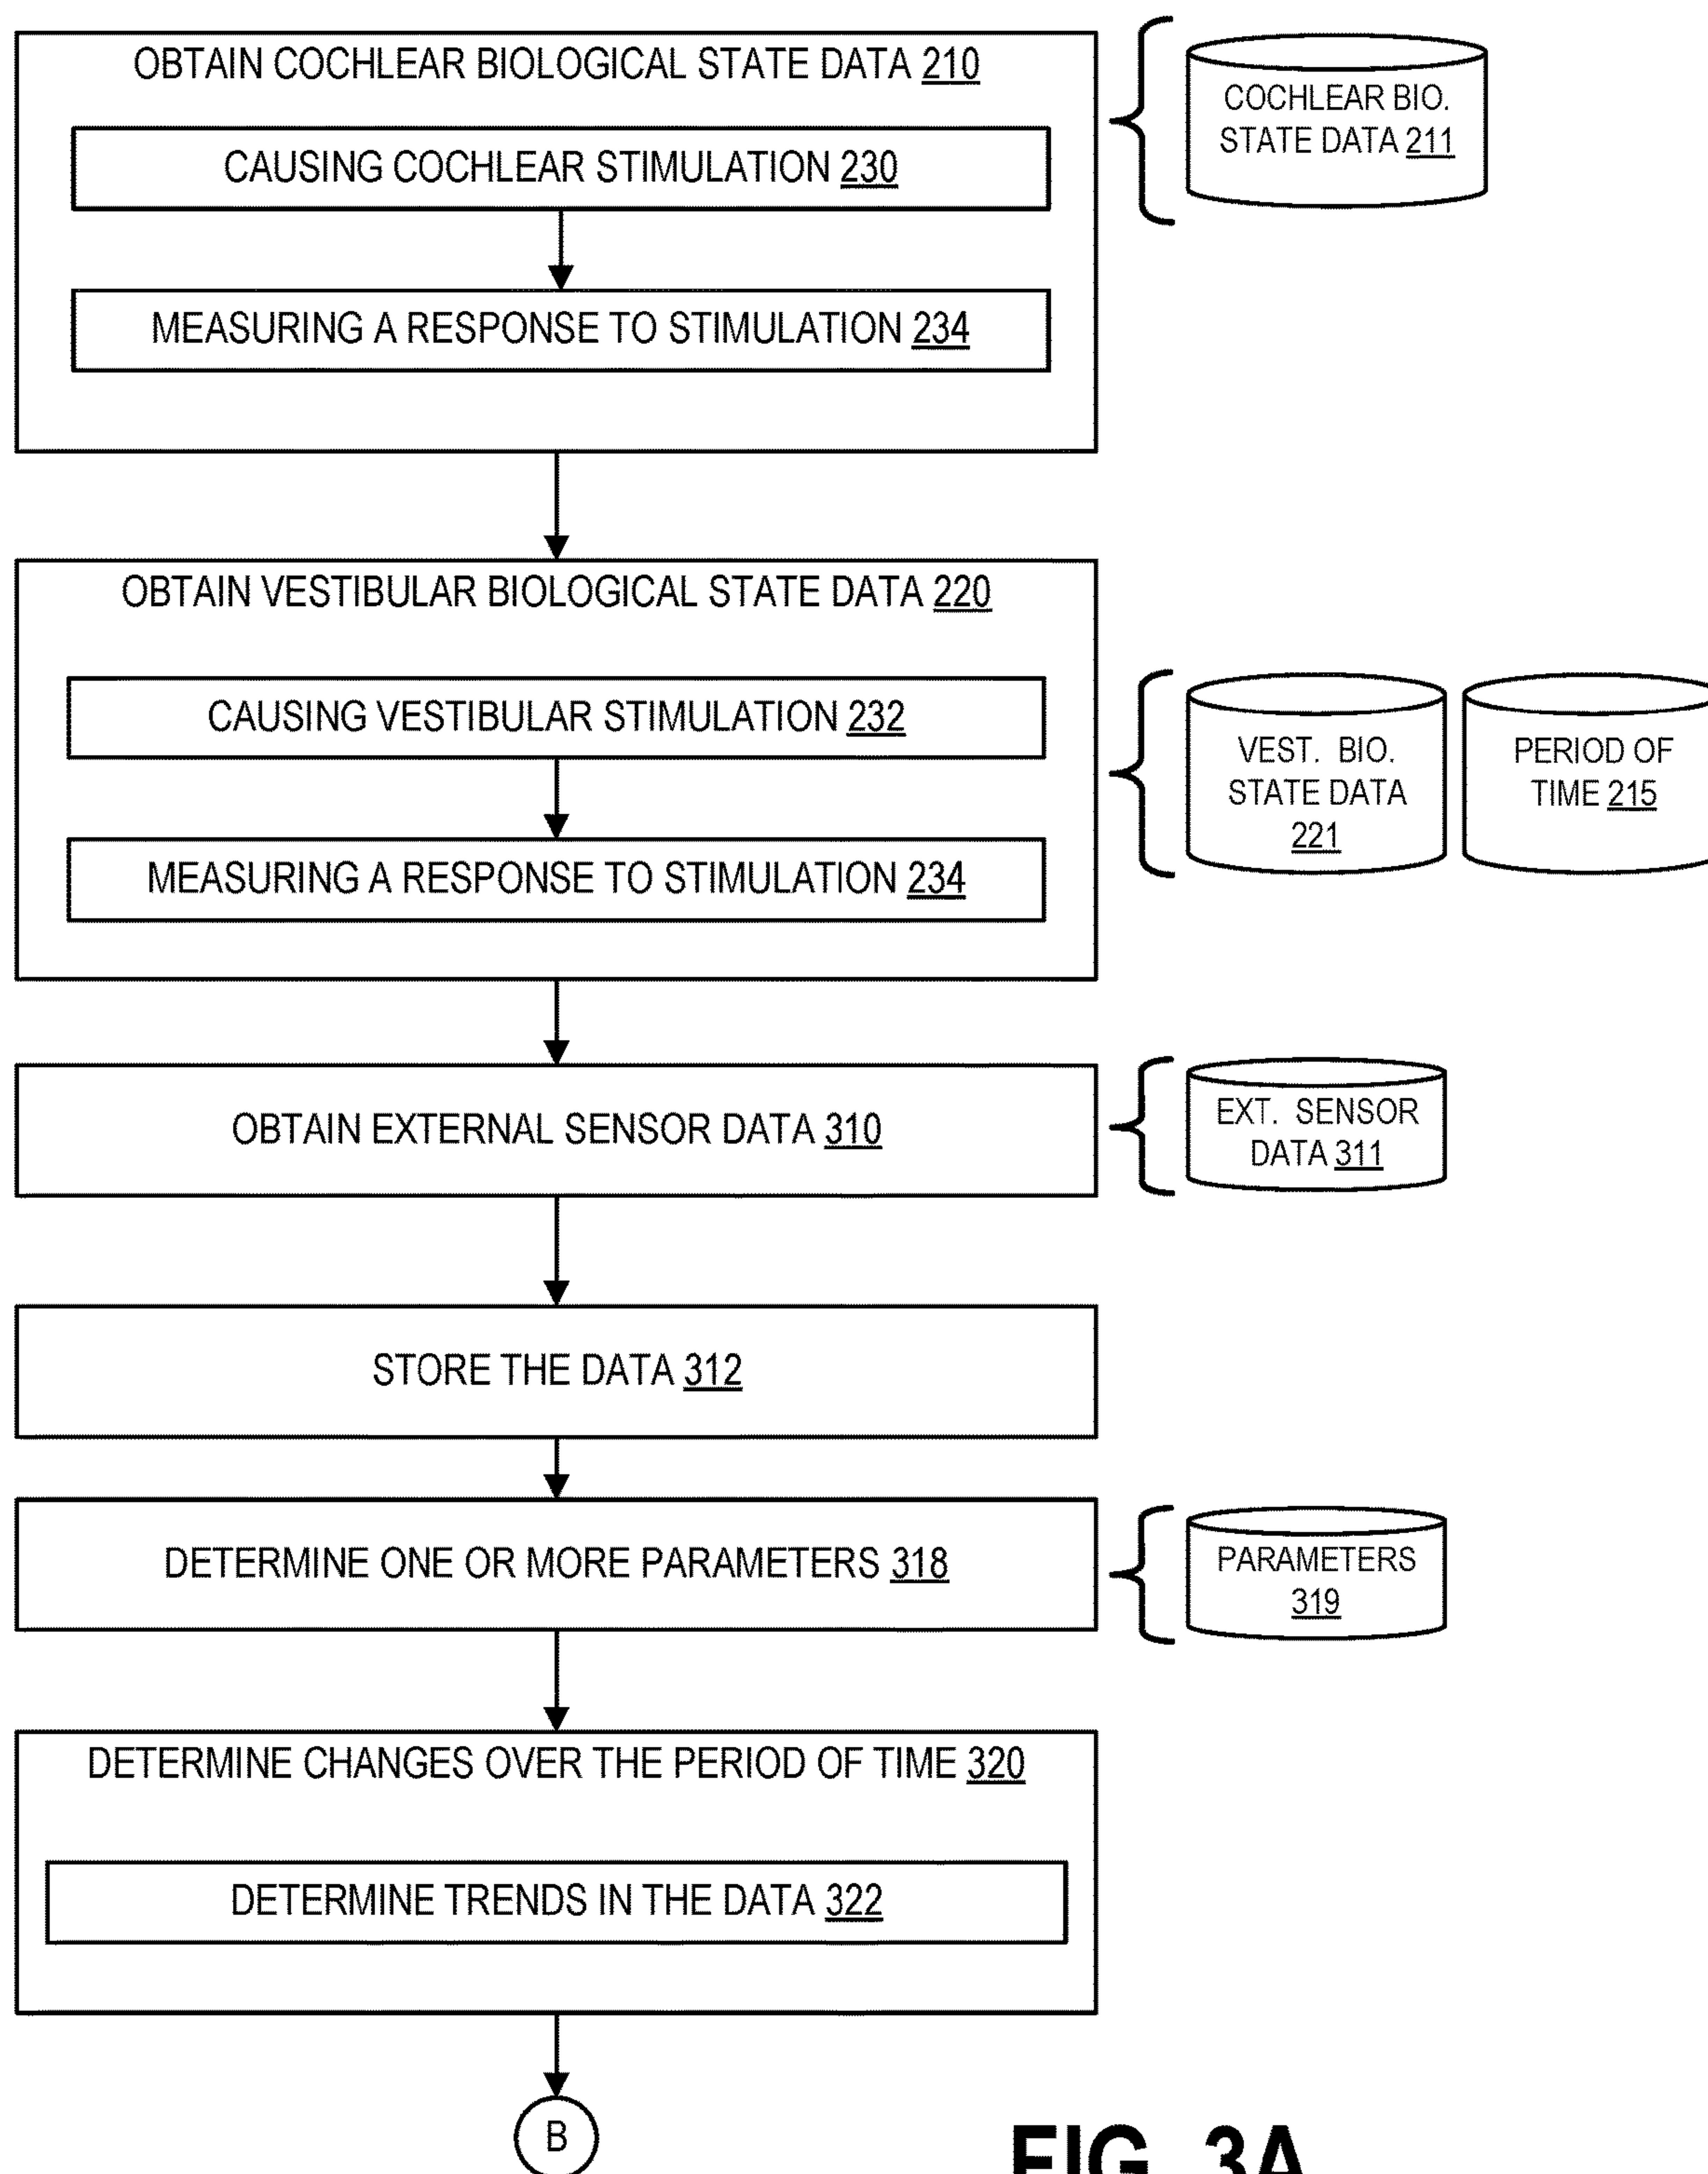 OBTAIN COCHLEAR BIOLOGICAL STATE DATA 210
CAUSING COCHLEAR STIMULATION 230
MEASURING A RESPONSE TO STIMULATION 234
COCHLEAR BIO.
STATE DATA 211
OBTAIN VESTIBULAR BIOLOGICAL STATE DATA 220
CAUSING VESTIBULAR STIMULATION 232
MEASURING A RESPONSE TO STIMULATION 234
VEST. BIO.
STATE DATA
221
PERIOD OF
TIME 215
OBTAIN EXTERNAL SENSOR DATA 310
EXT. SENSOR
DATA 311
STORE THE DATA 312
DETERMINE ONE OR MORE PARAMETERS 318
PARAMETERS
319
DETERMINE CHANGES OVER THE PERIOD OF TIME 320
DETERMINE TRENDS IN THE DATA 322
B
FIG. 3A